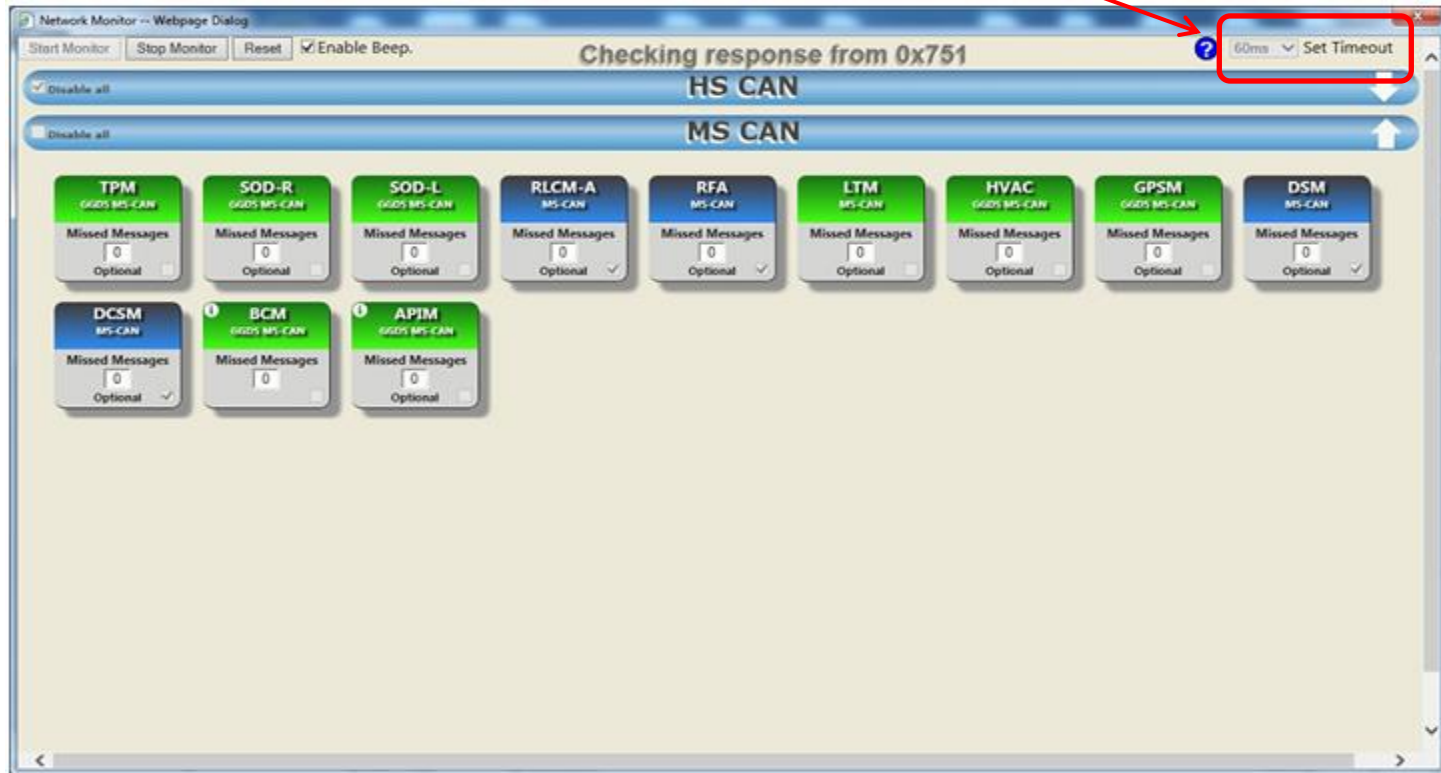 Network Monitor -- Webpage Dialog
Start Monitor Stop Monitor Reset Enable Beep. Checking response from 0x751 ? 60ms Set Timeout
Disable all HS CAN
Disable all MS CAN
TPM SOD-R SOD-L RLCM-A RFA LTM HVAC GPSM DSM
GGDS MS-CAN GGDS MS-CAN GGDS MS-CAN MS-CAN MS-CAN MS-CAN GGDS MS-CAN GGDS MS-CAN MS-CAN
Missed Messages Missed Messages Missed Messages Missed Messages Missed Messages Missed Messages Missed Messages Missed Messages Missed Messages
0 0 0 0 0 0 0 0 0
Optional Optional Optional Optional Optional Optional Optional Optional Optional
DCSM i BCM i APIM
MS-CAN GGDS MS-CAN GGDS MS-CAN
Missed Messages Missed Messages Missed Messages
0 0 0
Optional Optional